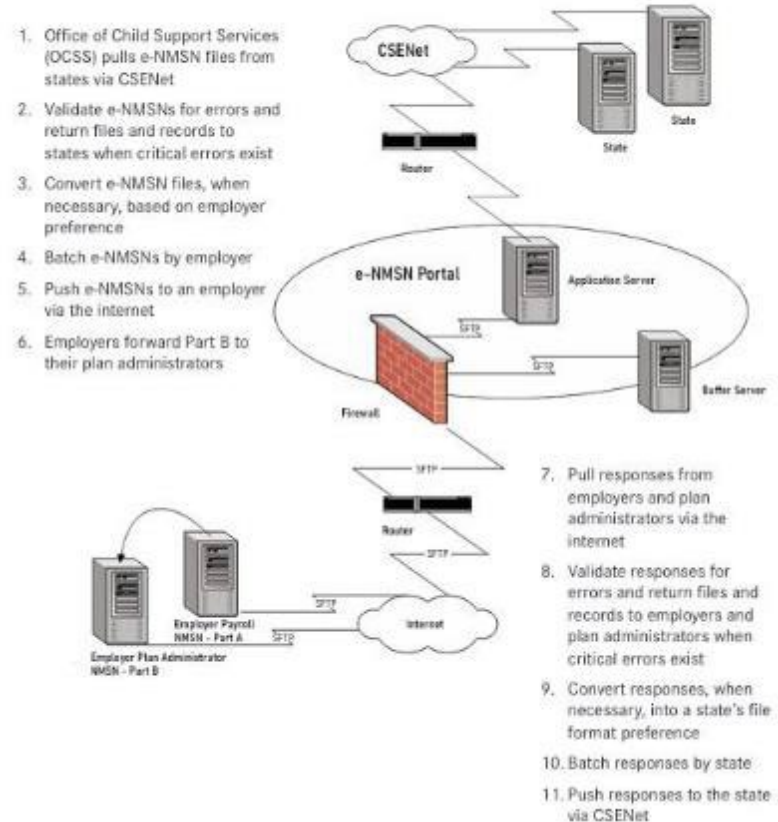 1. Office of Child Support Services
(OCSS) pulls e-NMSN files from
states via CSENet
2. Validate e-NMSNs for errors and
return files and records to
states when critical errors exist
3. Convert e-NMSN files, when
necessary, based on employer
preference
4. Batch e-NMSNs by employer
5. Push e-NMSNs to an employer
via the internet
6. Employers forward Part B to
their plan administrators
CSENet
State
State
Router
e-NMSN Portal
Application Server
SFTP
SFTP
Buffer Server
Firewall
SFTP
Router
SFTP
Internet
Employer Payroll
NMSN - Part A
SFTP
SFTP
Employer Plan Administrator
NMSN - Part B
7. Pull responses from
employers and plan
administrators via the
internet
8. Validate responses for
errors and return files and
records to employers and
plan administrators when
critical errors exist
9. Convert responses, when
necessary, into a state's file
format preference
10. Batch responses by state
11. Push responses to the state
via CSENet